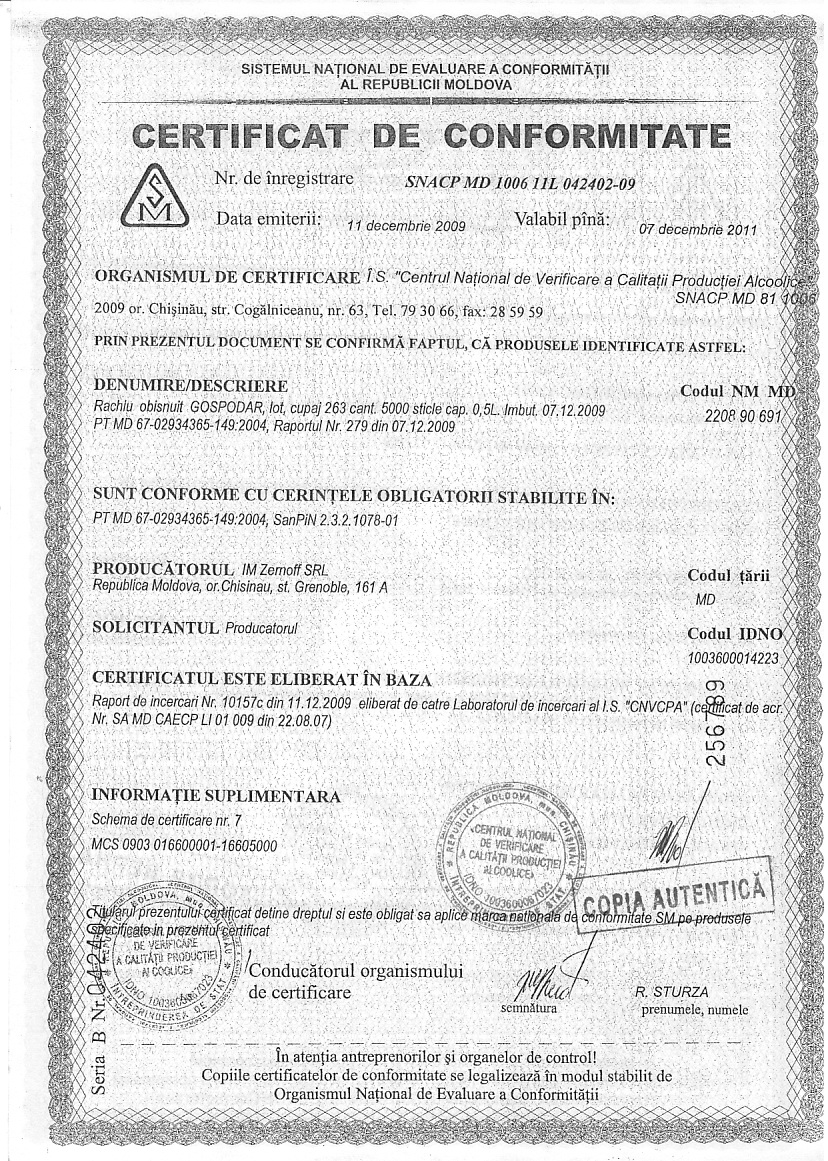 SISTEMUL NAȚIONAL DE EVALUARE A CONFORMITĂȚII
AL REPUBLICII MOLDOVA
CERTIFICAT DE CONFORMITATE
SM
Nr. de înregistrare SNACP MD 1006 11L 042402-09
Data emiterii: 11 decembrie 2009 Valabil pînă: 07 decembrie 2011
ORGANISMUL DE CERTIFICARE Î.S. "Centrul Național de Verificare a Calitații Producției Alcoolice
SNACP MD 81 1006
2009 or. Chișinău, str. Cogălniceanu, nr. 63, Tel. 79 30 66, fax: 28 59 59
PRIN PREZENTUL DOCUMENT SE CONFIRMĂ FAPTUL, CĂ PRODUSELE IDENTIFICATE ASTFEL:
DENUMIRE/DESCRIERE Codul NM MD
Rachiu obisnuit GOSPODAR, lot, cupaj 263 cant. 5000 sticle cap. 0,5L. Imbut. 07.12.2009
2208 90 691
PT MD 67-02934365-149:2004, Raportul Nr. 279 din 07.12.2009
SUNT CONFORME CU CERINȚELE OBLIGATORII STABILITE ÎN:
PT MD 67-02934365-149:2004, SanPiN 2.3.2.1078-01
PRODUCĂTORUL IM Zernoff SRL
Codul țării
Republica Moldova, or.Chisinau, st. Grenoble, 161 A
MD
SOLICITANTUL Producatorul
Codul IDNO
1003600014223
CERTIFICATUL ESTE ELIBERAT ÎN BAZA
Raport de incercari Nr. 10157c din 11.12.2009 eliberat de catre Laboratorul de incercari al I.S. "CNVCPA" (certificat de acr.
Nr. SA MD CAECP LI 01 009 din 22.08.07)
256789
INFORMAȚIE SUPLIMENTARA
Schema de certificare nr. 7
MCS 0903 016600001-16605000
REPUBLICA MOLDOVA, mun. CHIȘINĂU
«CENTRUL NAȚIONAL
DE VERIFICARE
A CALITĂȚII PRODUCȚIEI
ALCOOLICE»
IDNO 1003600067023
COPIA AUTENTICĂ
Titularul prezentului certificat define dreptul si este obligat sa aplice marca nationala de conformitate SM pe produsele
specificate in prezentul certificat
DE VERIFICARE
A CALITĂȚII PRODUCȚIEI
ALCOOLICE»
IDNO 1003600067023
ÎNTREPRINDEREA DE STAT
Conducătorul organismului
de certificare
semnătura
R. STURZA
prenumele, numele
Seria B Nr.
În atenția antreprenorilor și organelor de control!
Copiile certificatelor de conformitate se legalizează în modul stabilit de
Organismul Național de Evaluare a Conformității